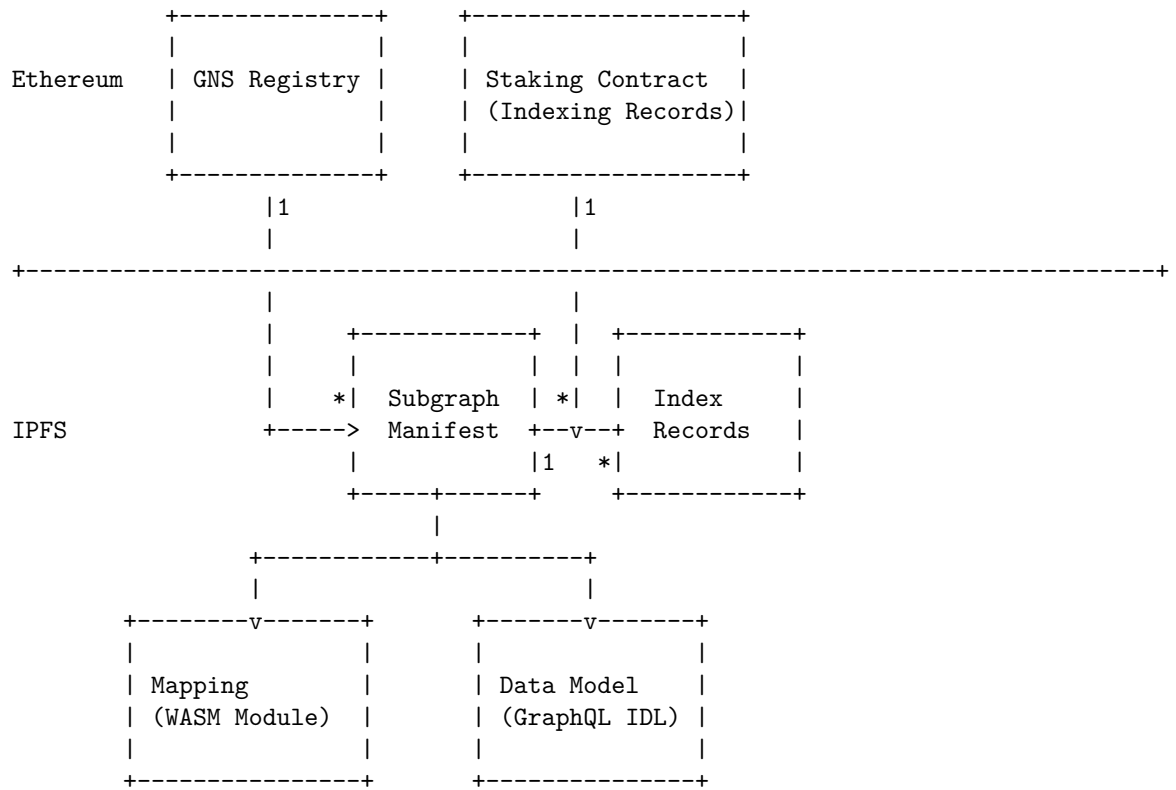 Ethereum
GNS Registry
Staking Contract
(Indexing Records)
1
1
*
Subgraph
*
Index
IPFS
Manifest
Records
1
*
Mapping
Data Model
(WASM Module)
(GraphQL IDL)